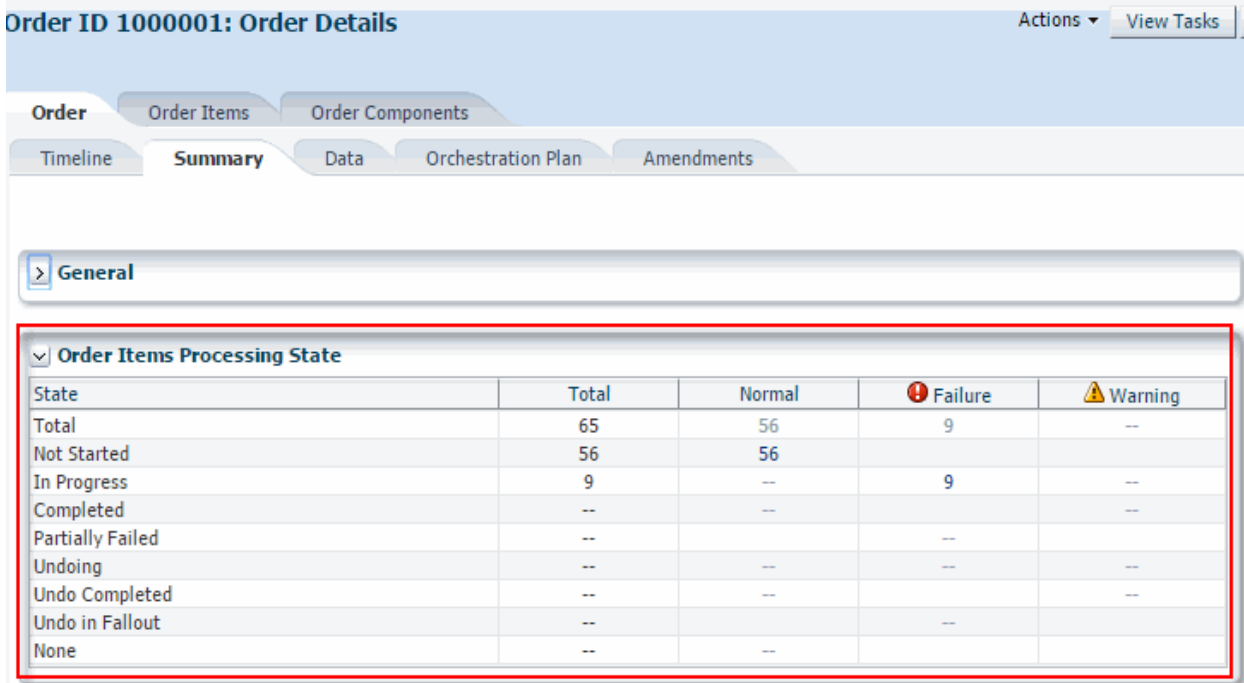 Order ID 1000001: Order Details Actions View Tasks
Order Order Items Order Components
Timeline Summary Data Orchestration Plan Amendments
General
Order Items Processing State
State Total Normal Failure Warning
Total 65 56 9 --
Not Started 56 56
In Progress 9 -- 9 --
Completed -- -- --
Partially Failed -- --
Undoing -- -- -- --
Undo Completed -- -- --
Undo in Fallout -- --
None -- --